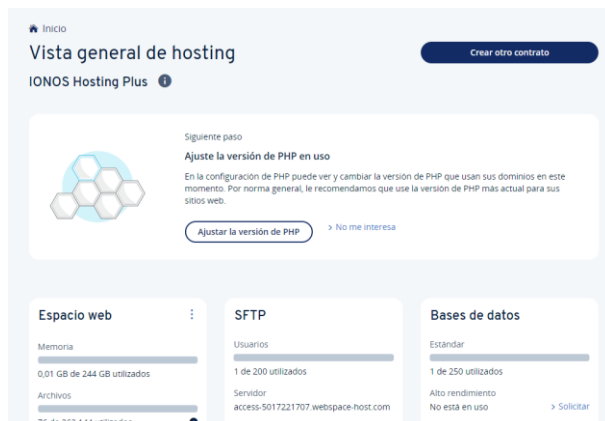 Inicio
Vista general de hosting
Crear otro contrato
IONOS Hosting Plus
Siguiente paso
Ajuste la versión de PHP en uso
En la configuración de PHP puede ver y cambiar la versión de PHP que usan sus dominios en este
momento. Por norma general, le recomendamos que use la versión de PHP más actual para sus
sitios web.
Ajustar la versión de PHP
> No me interesa
Espacio web
Memoria
0,01 GB de 244 GB utilizados
Archivos
SFTP
Usuarios
1 de 200 utilizados
Servidor
access-5017221707.webspace-host.com
Bases de datos
Estándar
1 de 250 utilizados
Alto rendimiento
No está en uso
> Solicitar